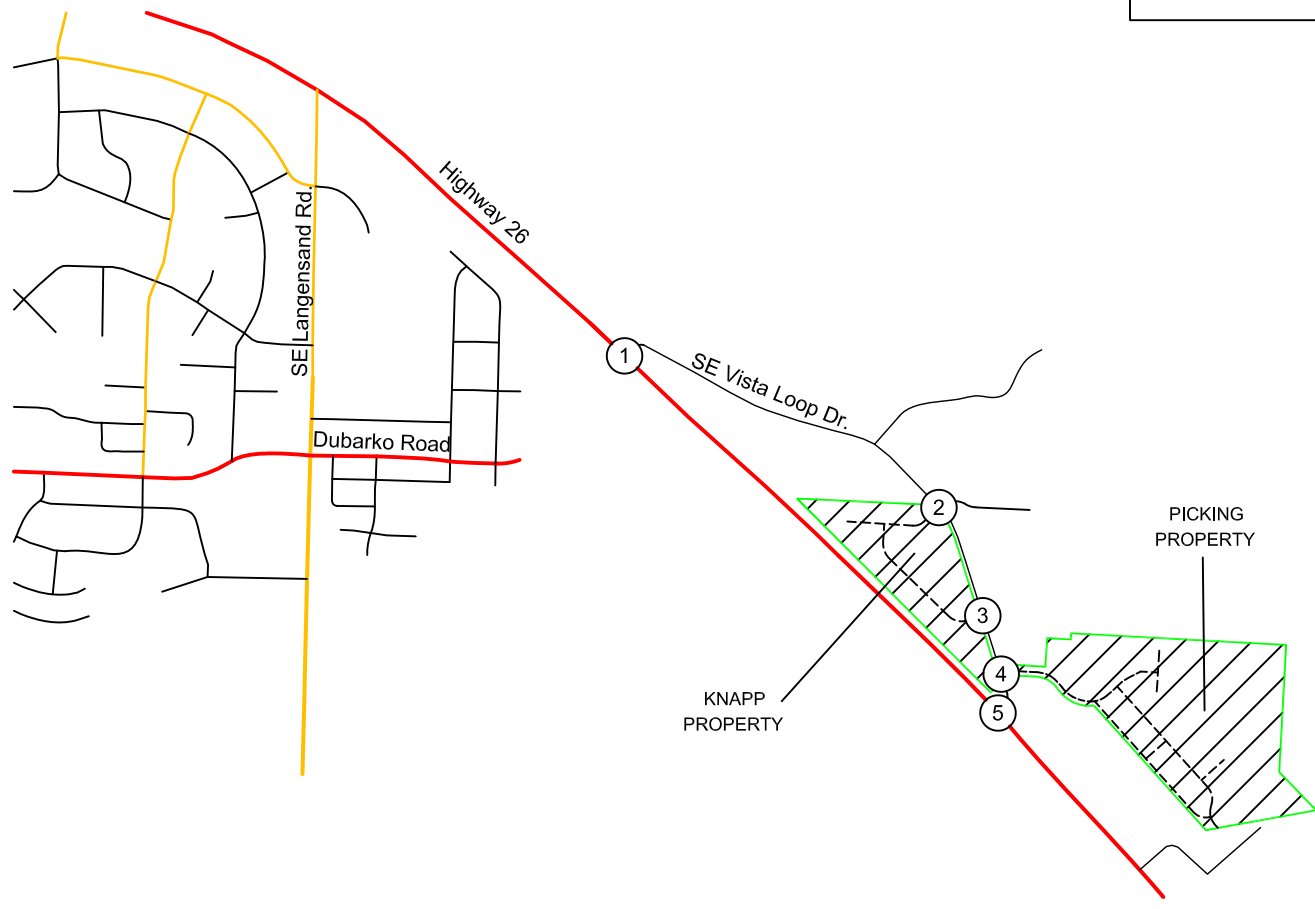 Highway 26
SE Langensand Rd.
1
SE Vista Loop Dr.
Dubarko Road
2
PICKING
PROPERTY
3
4
KNAPP
PROPERTY
5